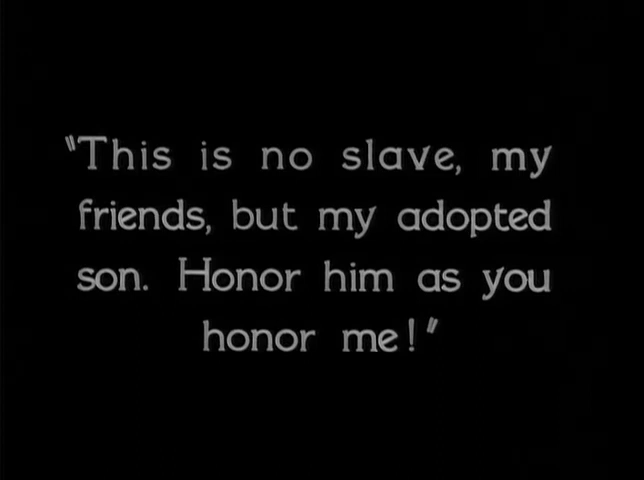 "This is no slave, my
friends, but my adopted
son. Honor him as you
honor me!"